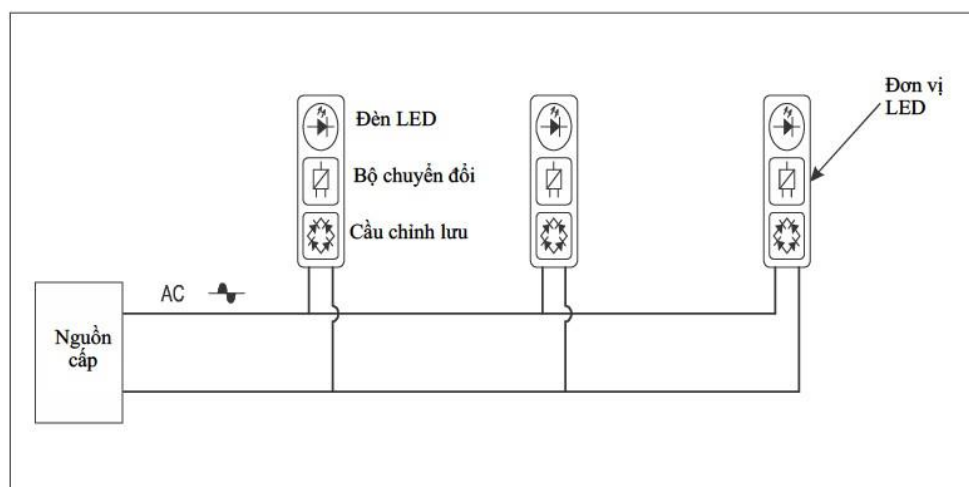 Đơn vị
LED
Đèn LED
Bộ chuyển đổi
Cầu chỉnh lưu
AC
Nguồn
cấp